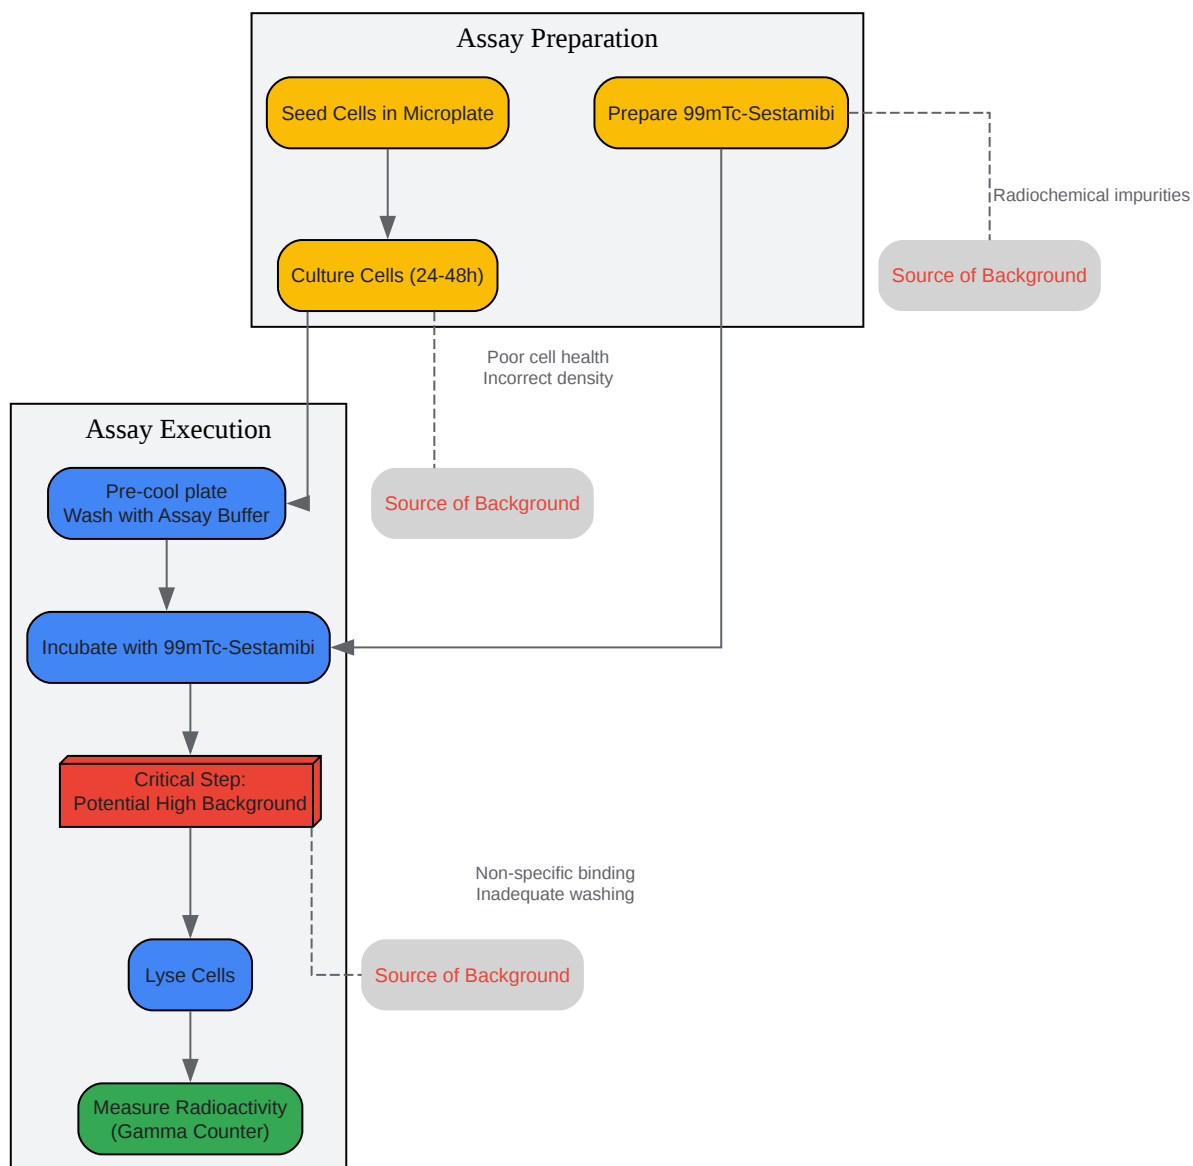 Assay Preparation
Seed Cells in Microplate
Prepare 99mTc-Sestamibi
Radiochemical impurities
Culture Cells (24-48h)
Source of Background
Poor cell health
Incorrect density
Assay Execution
Pre-cool plate
Wash with Assay Buffer
Source of Background
Incubate with 99mTc-Sestamibi
Critical Step:
Potential High Background
Non-specific binding
Inadequate washing
Lyse Cells
Source of Background
Measure Radioactivity
(Gamma Counter)